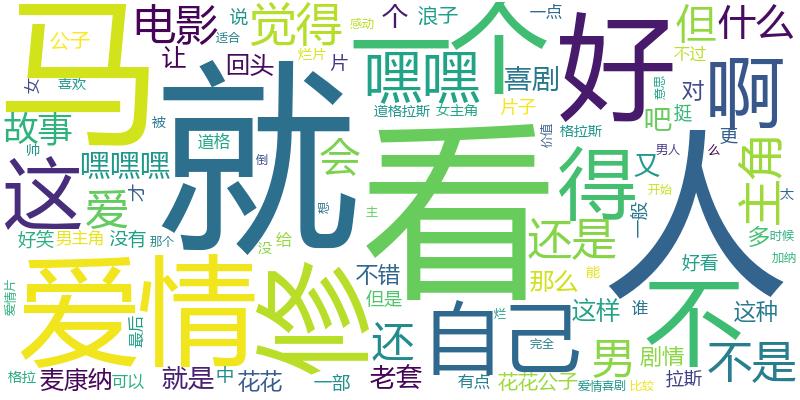 马
电影
说
觉得
个
浪子
一点
一个
但
什么
公子
适合
感动
让
回头
烂片
片
嘿嘿
喜剧
好
不过
女
喜欢
就
对
啊
意思
故事
被
道格拉斯
女主角
片子
吧
挺
嘿嘿嘿
道格
看
价值
格拉斯
更
这
帅
爱
才
倒
会
得
又
男人
么
人
主角
想
主
开始
太
好笑
男主角
没有
那个
没
给
还是
一般
多
时候
爱情
修
不错
那么
能
好看
加纳
不
爱情片
最后
但是
自己
烂
这样
谁
这种
还
完全
男
剧情
不是
格拉
麦康纳
可以
就是
中
花花
一部
老套
有点
花花公子
爱情喜剧
比较
拉斯